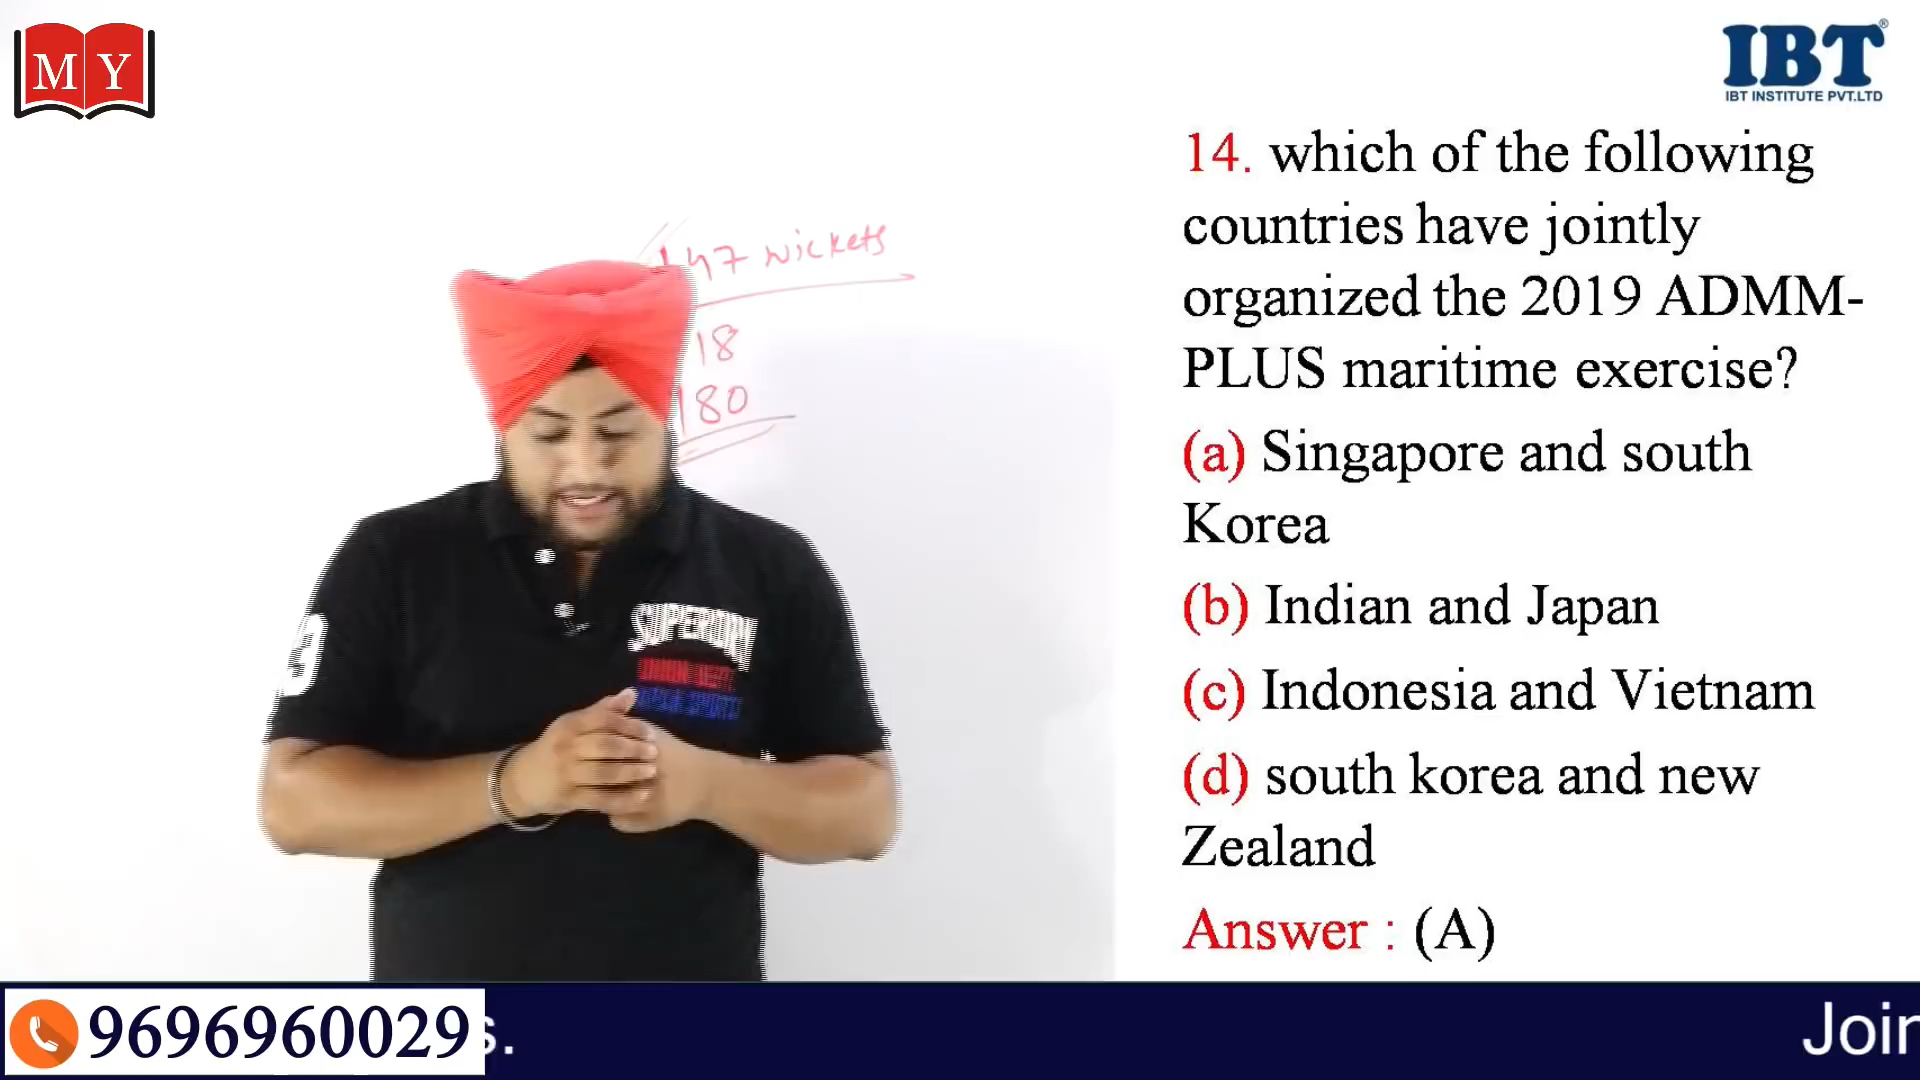 M Y
IBT
IBT INSTITUTE PVT.LTD
147 wickets
18
180
14. which of the following
countries have jointly
organized the 2019 ADMM-
PLUS maritime exercise?
(a) Singapore and south
Korea
(b) Indian and Japan
(c) Indonesia and Vietnam
(d) south korea and new
Zealand
Answer : (A)
3
9696960029 s.
Join